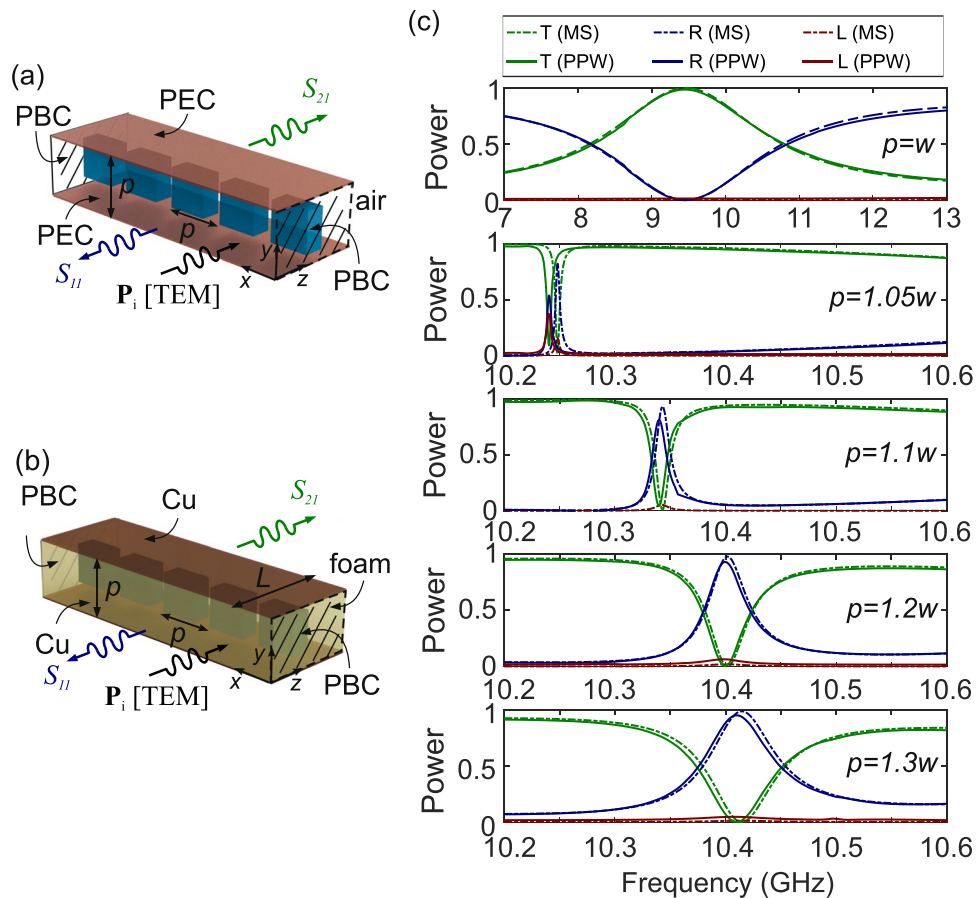 (a)
PBC
PEC
S21
p
p
air
PEC
S11
Pi [TEM]
y
x
z
PBC
(b)
PBC
Cu
S21
L
foam
p
p
Cu
S11
Pi [TEM]
y
x
z
PBC
(c)
T (MS) R (MS) L (MS)
T (PPW) R (PPW) L (PPW)
Power
1
0.5
0
p=w
7 8 9 10 11 12 13
Power
1
0.5
0
p=1.05w
10.2 10.3 10.4 10.5 10.6
Power
1
0.5
0
p=1.1w
10.2 10.3 10.4 10.5 10.6
Power
1
0.5
0
p=1.2w
10.2 10.3 10.4 10.5 10.6
Power
1
0.5
0
p=1.3w
10.2 10.3 10.4 10.5 10.6
Frequency (GHz)